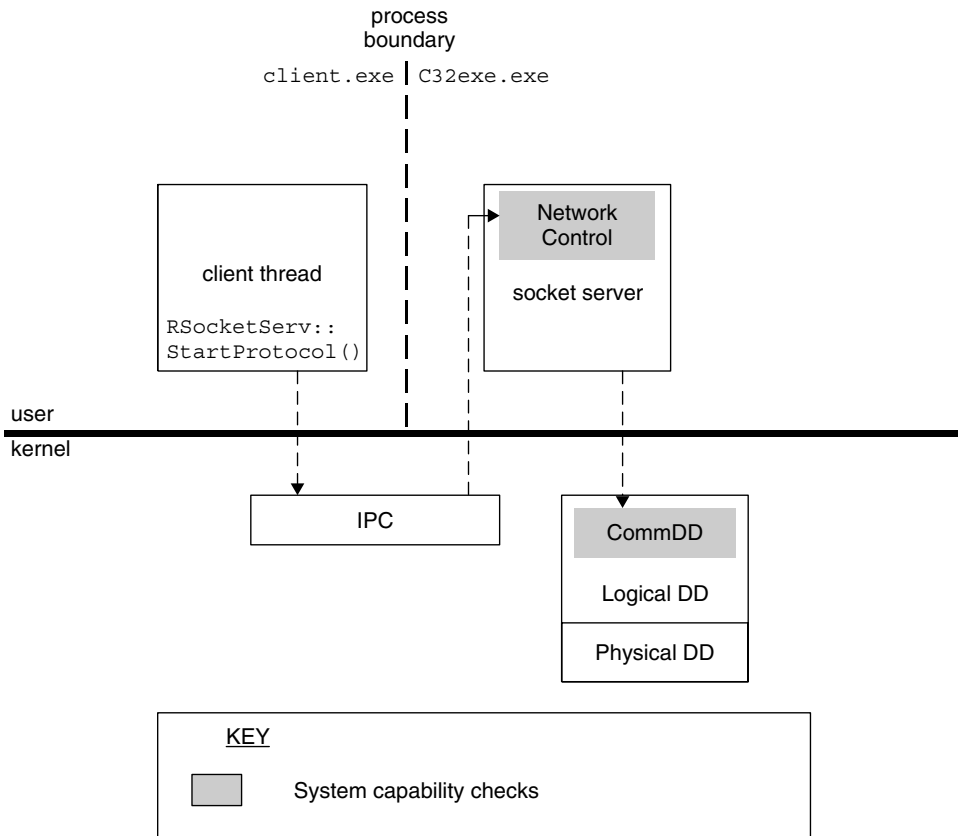 process
boundary
client.exe
C32exe.exe
Network
Control
client thread
socket server
RSocketServ::
StartProtocol()
user
kernel
IPC
CommDD
Logical DD
Physical DD
KEY
System capability checks